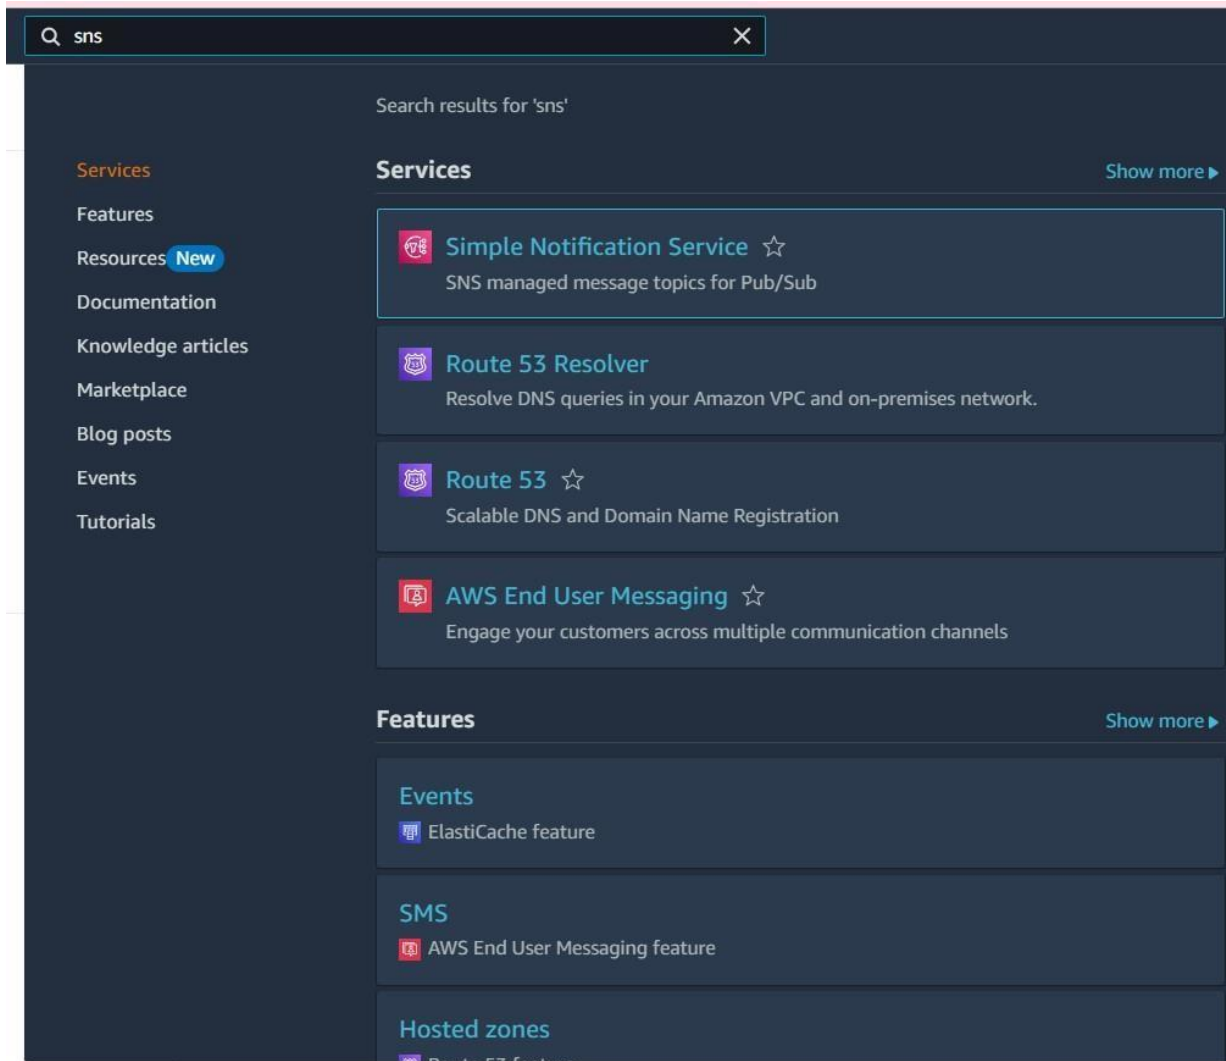 sns
Search results for 'sns'
Services
Features
Resources New
Documentation
Knowledge articles
Marketplace
Blog posts
Events
Tutorials
Services
Show more
Simple Notification Service
SNS managed message topics for Pub/Sub
Route 53 Resolver
Resolve DNS queries in your Amazon VPC and on-premises network.
Route 53
Scalable DNS and Domain Name Registration
AWS End User Messaging
Engage your customers across multiple communication channels
Features
Show more
Events
ElastiCache feature
SMS
AWS End User Messaging feature
Hosted zones
Route 53 feature